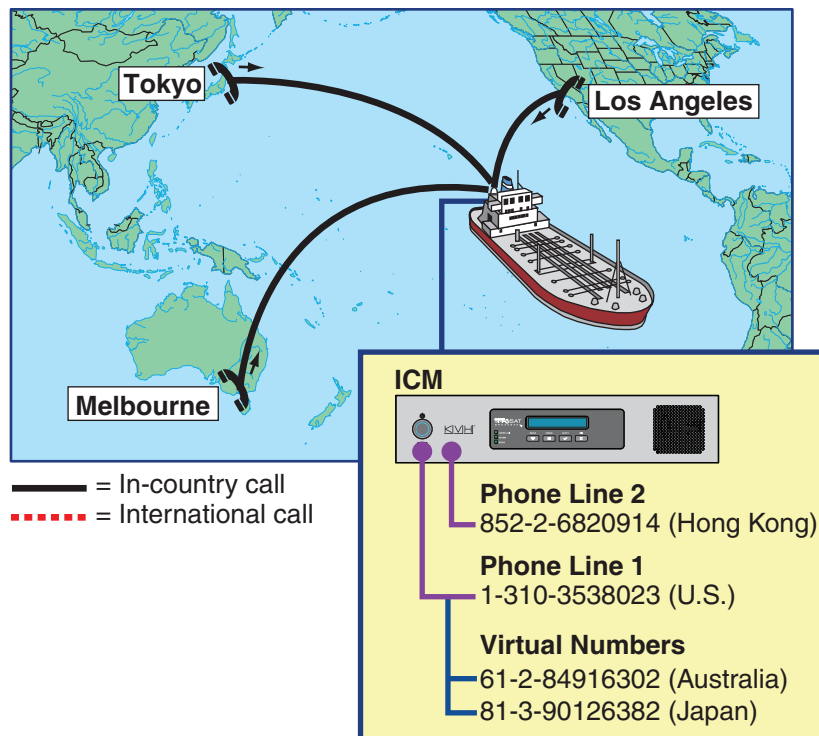 Tokyo
Los Angeles
Melbourne
= In-country call
= International call
ICM
KVH
Phone Line 2
852-2-6820914 (Hong Kong)
Phone Line 1
1-310-3538023 (U.S.)
Virtual Numbers
61-2-84916302 (Australia)
81-3-90126382 (Japan)